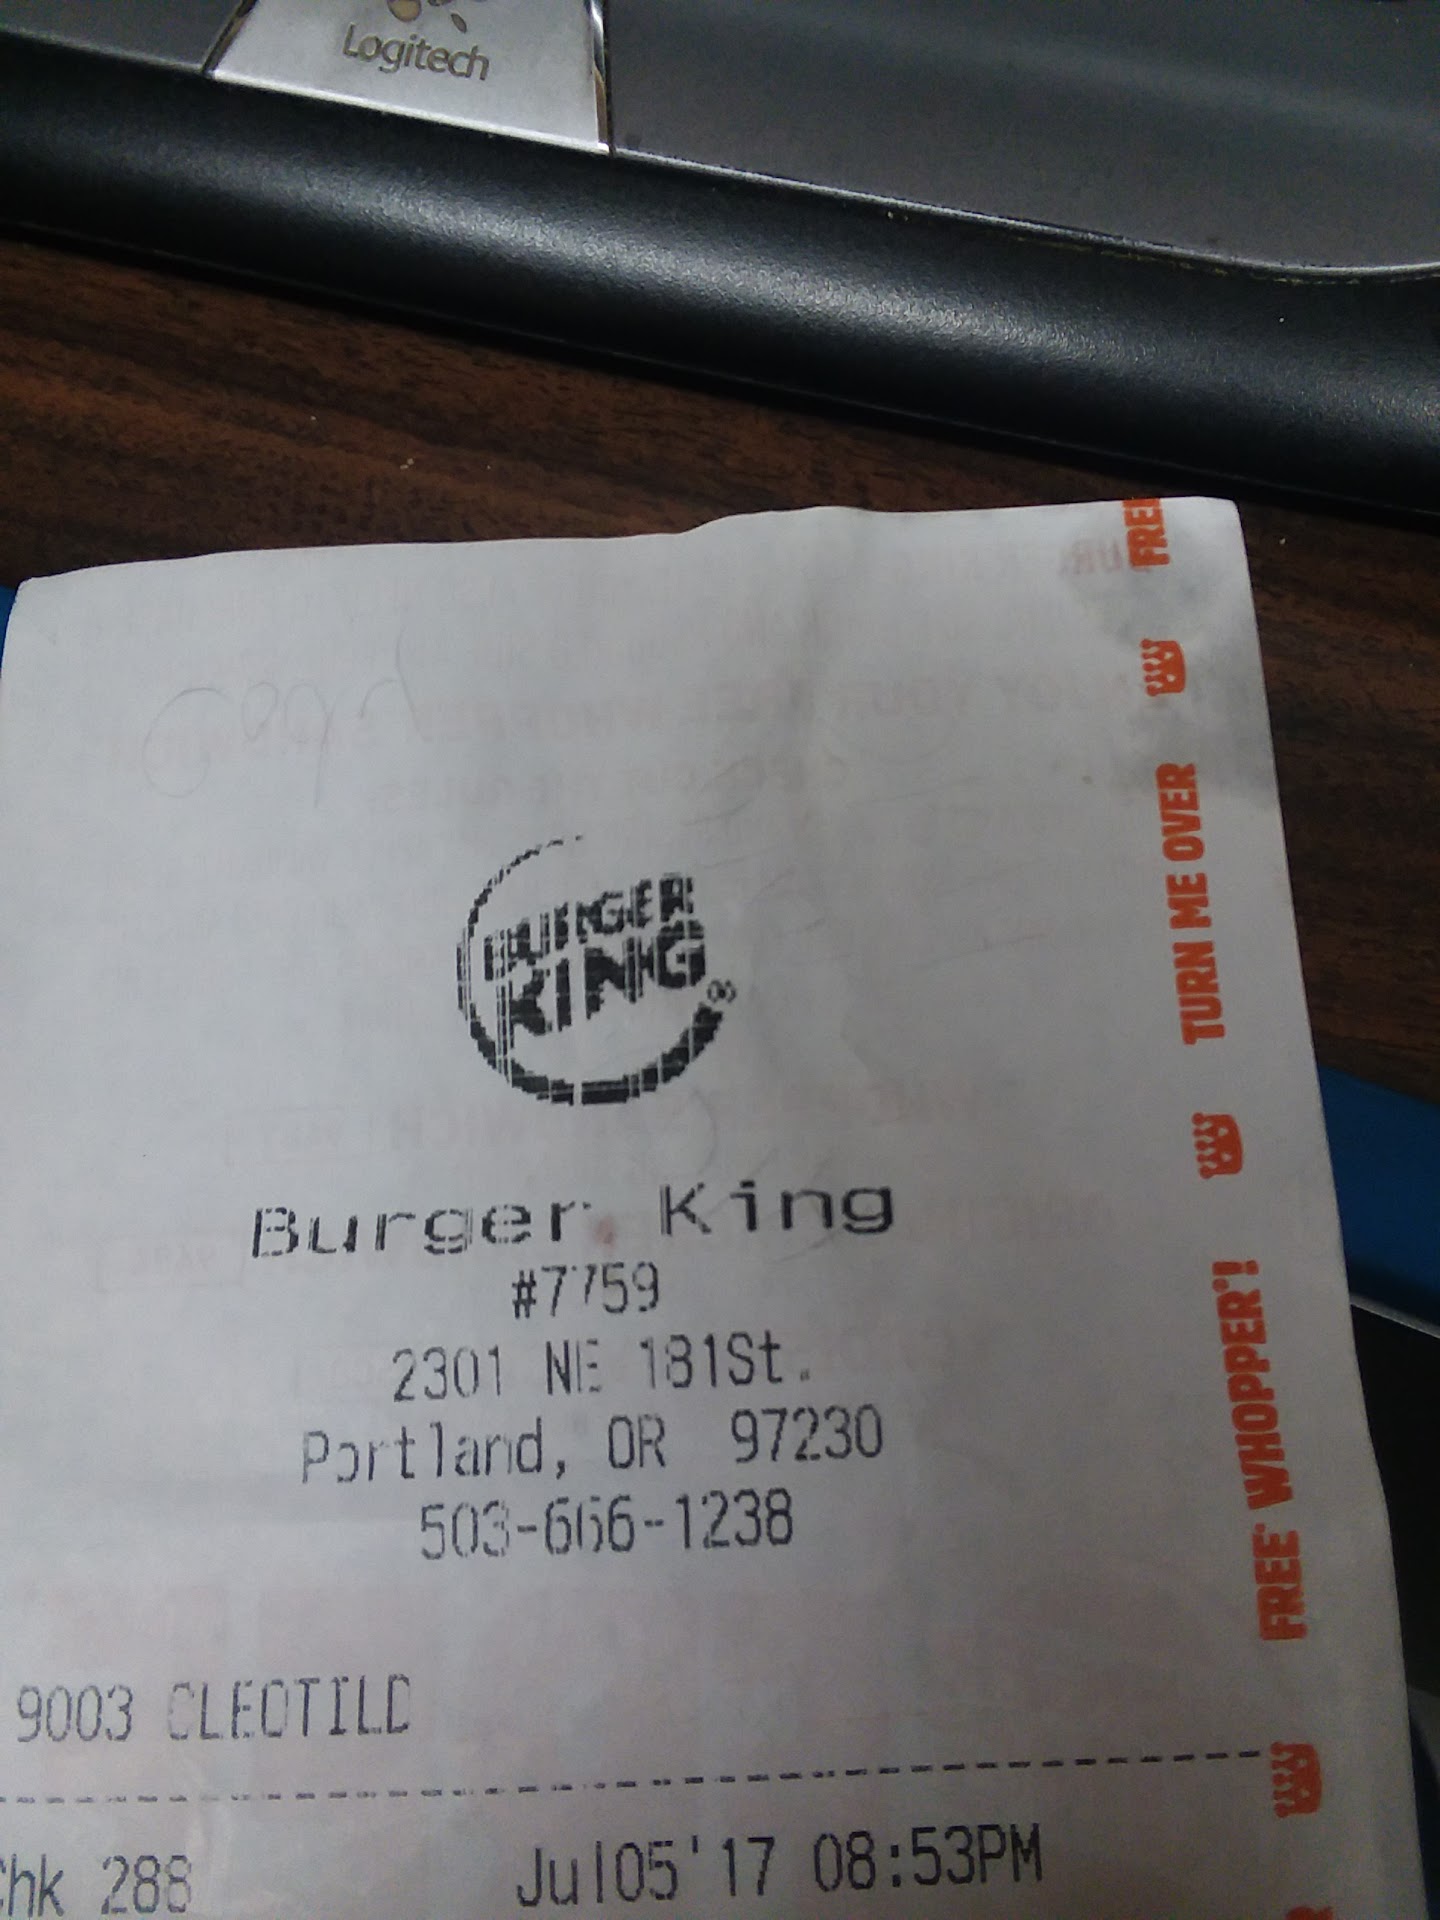 Logitech
Cody
BURGER
KING®
Burger King
#7759
2301 NE 181St.
Portland, OR 97230
503-666-1238
9003 CLEOTILD
Chk 288 Jul05'17 08:53PM
FREE WHOPPER! TURN ME OVER FREE